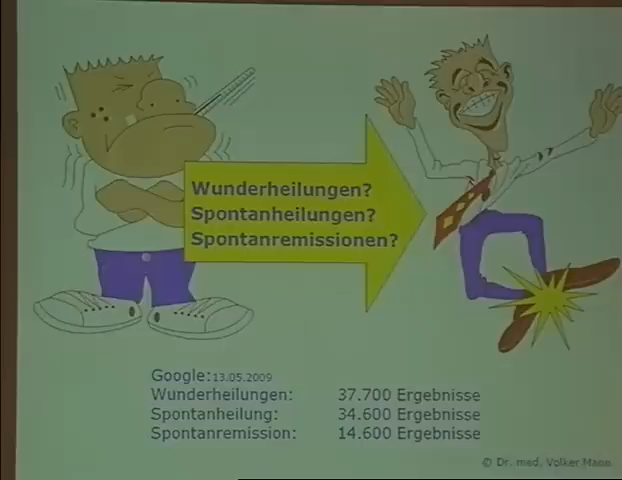 Wunderheilungen?
Spontanheilungen?
Spontanremissionen?
Google:13.05.2009
Wunderheilungen: 37.700 Ergebnisse
Spontanheilung: 34.600 Ergebnisse
Spontanremission: 14.600 Ergebnisse
© Dr. med. Volker Mann